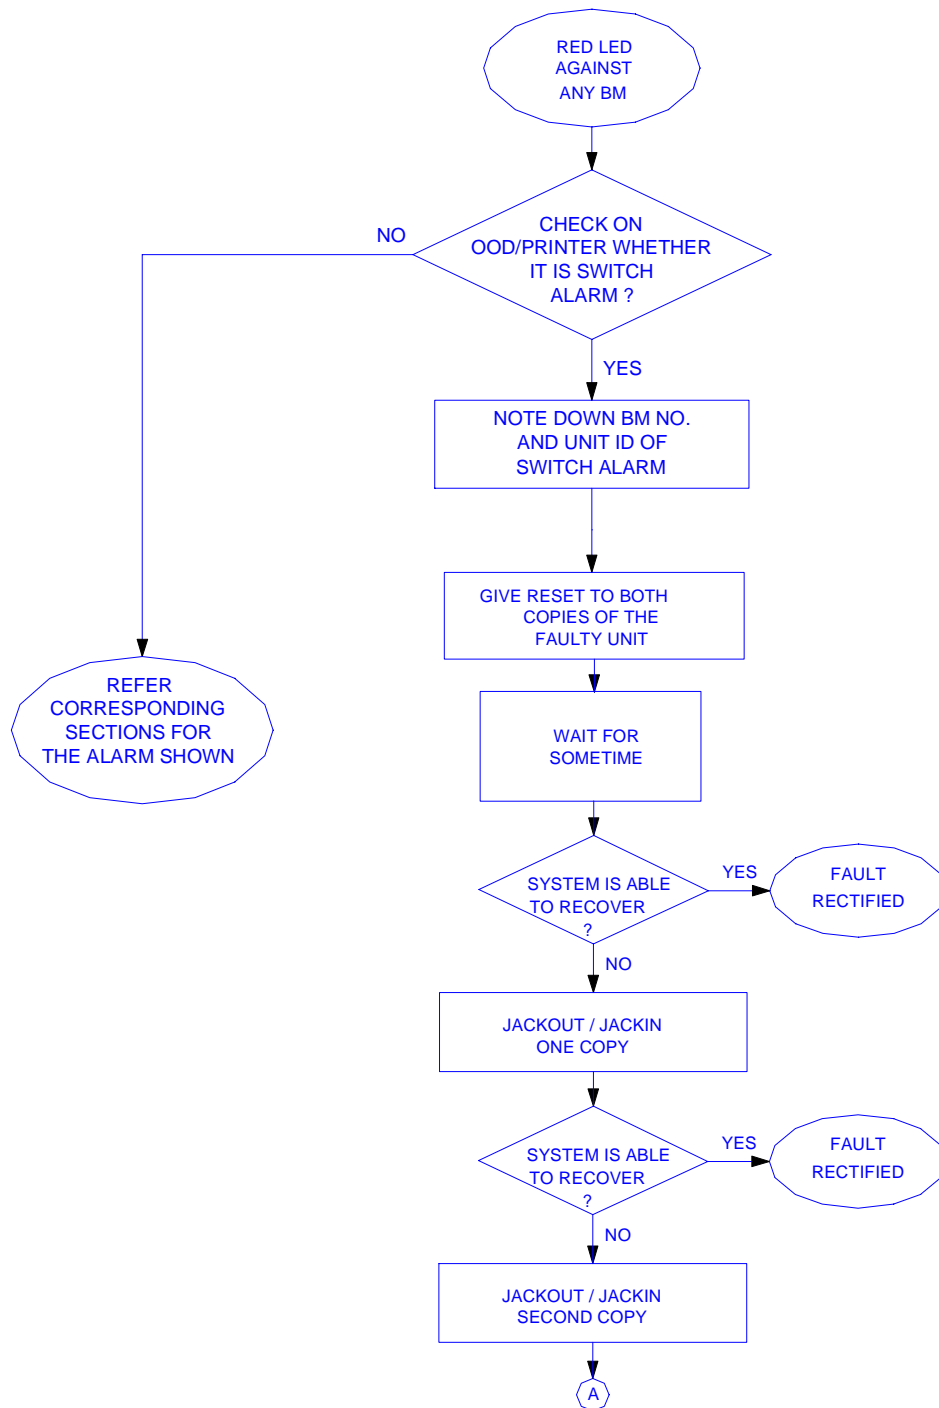 RED LED
AGAINST
ANY BM
CHECK ON
OOD/PRINTER WHETHER
IT IS SWITCH
ALARM ?
NO
YES
NOTE DOWN BM NO.
AND UNIT ID OF
SWITCH ALARM
GIVE RESET TO BOTH
COPIES OF THE
FAULTY UNIT
REFER
CORRESPONDING
SECTIONS FOR
THE ALARM SHOWN
WAIT FOR
SOMETIME
SYSTEM IS ABLE
TO RECOVER
?
YES
FAULT
RECTIFIED
NO
JACKOUT / JACKIN
ONE COPY
SYSTEM IS ABLE
TO RECOVER
?
YES
FAULT
RECTIFIED
NO
JACKOUT / JACKIN
SECOND COPY
A